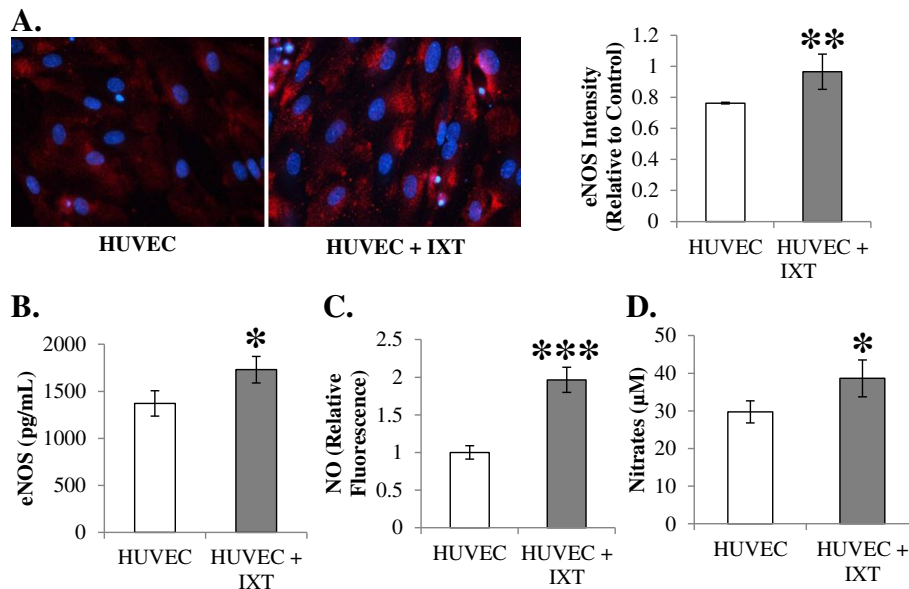 A.
HUVEC
HUVEC + IXT
eNOS Intensity
(Relative to Control)
1.2
1
0.8
0.6
0.4
0.2
0
**
HUVEC
HUVEC +
IXT
B.
eNOS (pg/mL)
2000
1500
1000
500
0
*
HUVEC
HUVEC +
IXT
C.
NO (Relative
Fluorescence)
2.5
2
1.5
1
0.5
0
***
HUVEC
HUVEC +
IXT
D.
Nitrates (µM)
50
40
30
20
10
0
*
HUVEC
HUVEC +
IXT